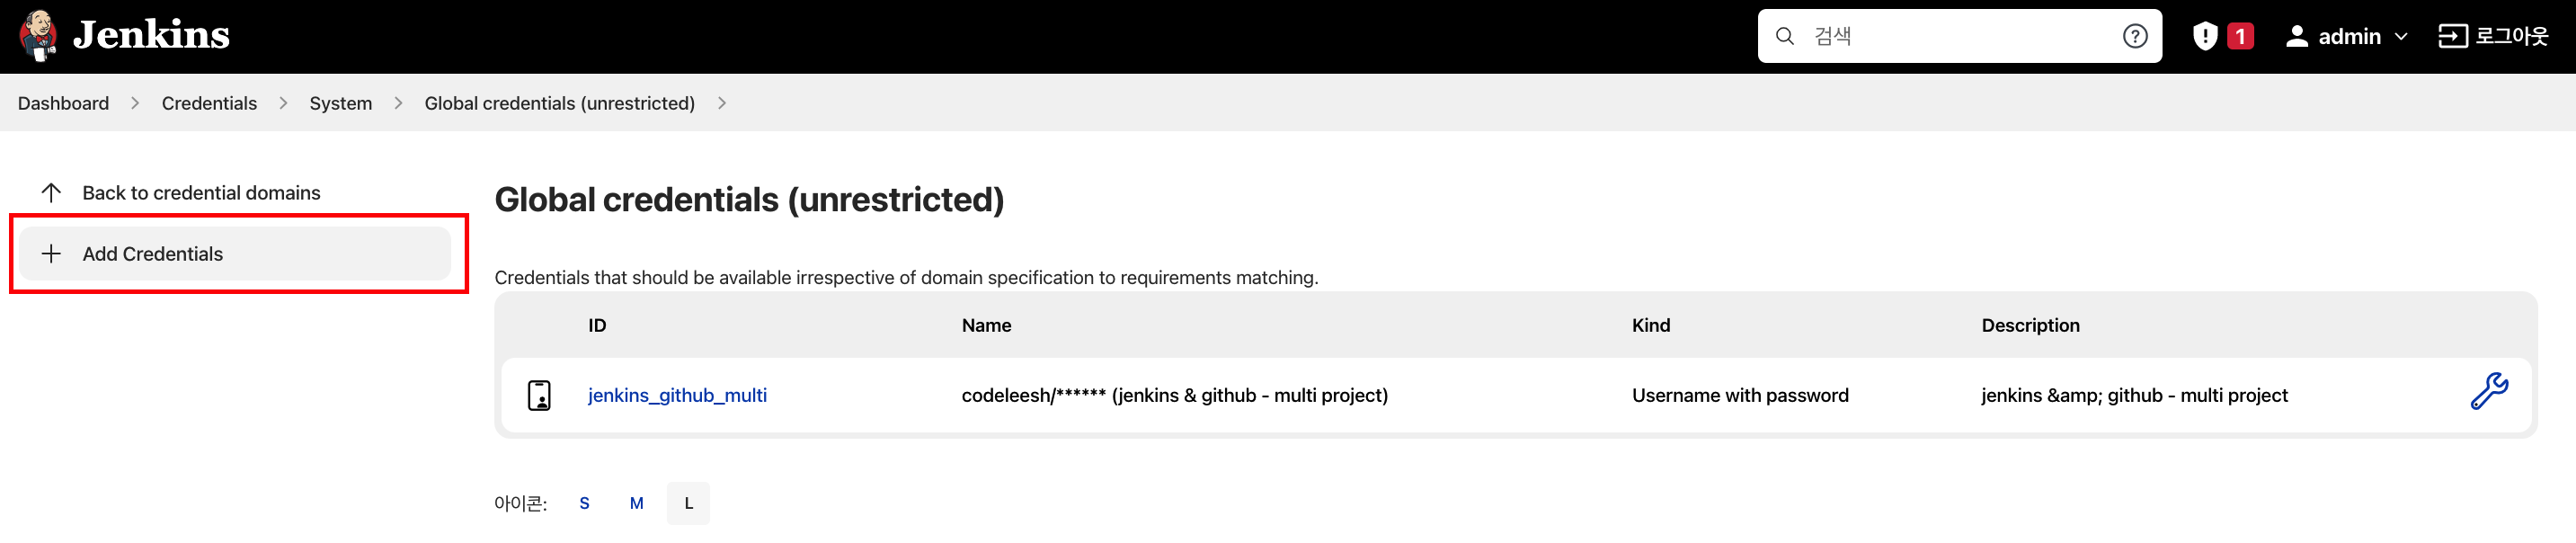 Jenkins
검색
1
admin
로그아웃
Dashboard > Credentials > System > Global credentials (unrestricted) >
Back to credential domains
Add Credentials
Global credentials (unrestricted)
Credentials that should be available irrespective of domain specification to requirements matching.
ID Name Kind Description
jenkins_github_multi codeleesh/****** (jenkins & github - multi project) Username with password jenkins &amp; github - multi project
아이콘: S M L